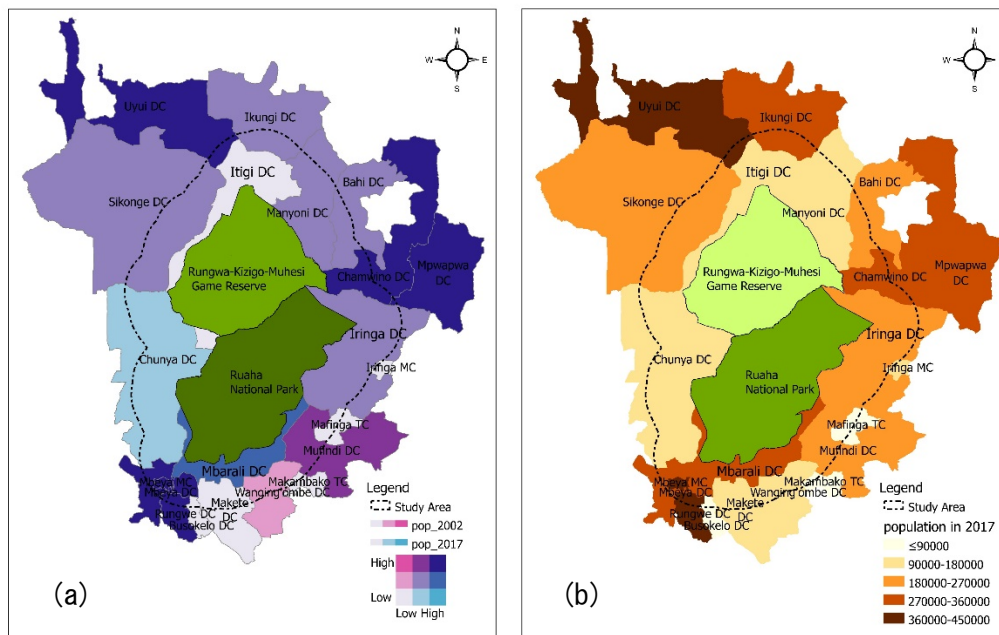 N
W E
S
Uyui DC
Ikungi DC
Itigi DC
Bahi DC
Sikonge DC
Manyoni DC
Rungwa-Kizigo-Muhesi
Game Reserve
Chamwino DC
Mpwapwa
DC
Iringa DC
Chunya DC
Iringa MC
Ruaha
National Park
Mafinga TC
Mufindi DC
Mbarali DC
Mbeya MC
Mbeya DC
Makambako TC
Wanging'ombe DC
Makete
DC
Rungwe DC
Busokelo DC
Legend
Study Area
pop_2002
pop_2017
High
Low
Low High
(a)
N
W E
S
Uyui DC
Ikungi DC
Itigi DC
Bahi DC
Sikonge DC
Manyoni DC
Rungwa-Kizigo-Muhesi
Game Reserve
Chamwino DC
Mpwapwa
DC
Iringa DC
Chunya DC
Iringa MC
Ruaha
National Park
Mafinga TC
Mufindi DC
Mbarali DC
Mbeya MC
Mbeya DC
Makambako TC
Wanging'ombe DC
Makete
DC
Rungwe DC
Busokelo DC
Legend
Study Area
population in 2017
≤90000
90000-180000
180000-270000
270000-360000
360000-450000
(b)